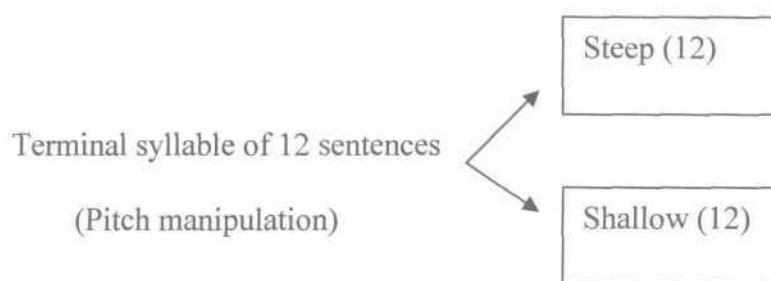 Steep (12)
Terminal syllable of 12 sentences
(Pitch manipulation)
Shallow (12)